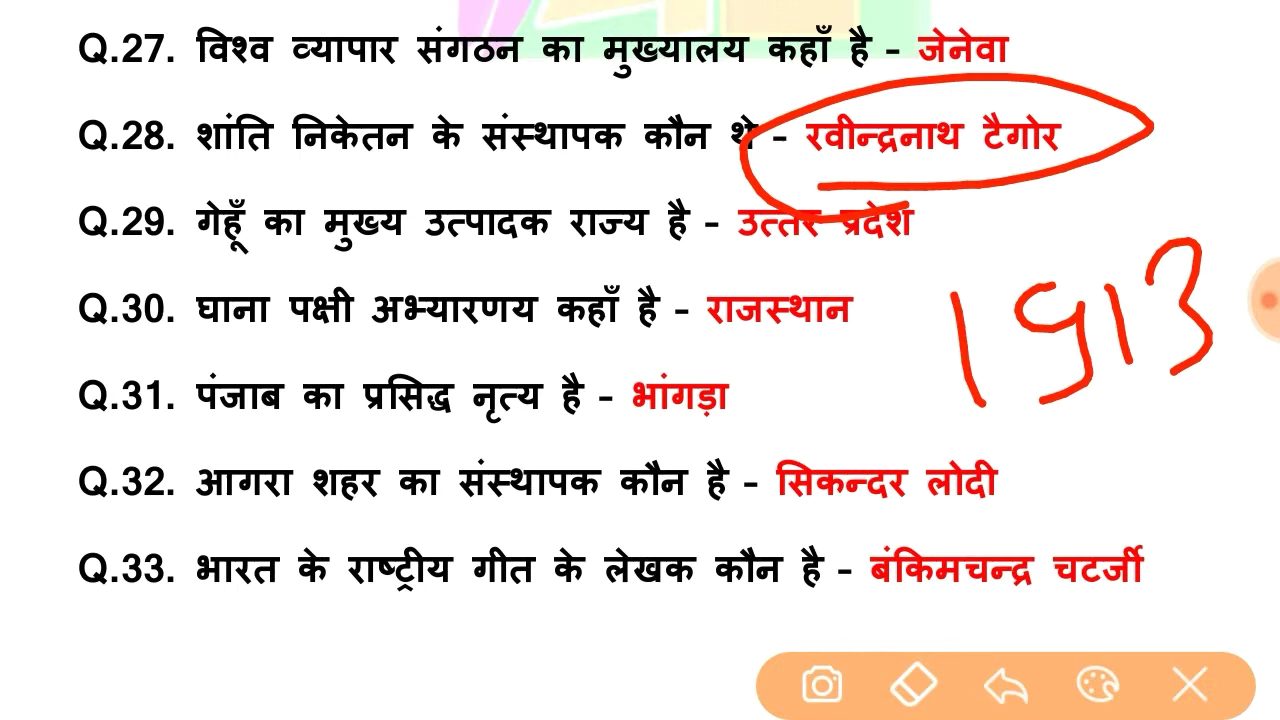 Q.27. विश्व व्यापार संगठन का मुख्यालय कहाँ है – जेनेवा
Q.28. शांति निकेतन के संस्थापक कौन थे – रवीन्द्रनाथ टैगोर
Q.29. गेहूँ का मुख्य उत्पादक राज्य है – उत्तर प्रदेश
Q.30. घाना पक्षी अभ्यारणय कहाँ है – राजस्थान
1913
Q.31. पंजाब का प्रसिद्ध नृत्य है – भांगड़ा
Q.32. आगरा शहर का संस्थापक कौन है – सिकन्दर लोदी
Q.33. भारत के राष्ट्रीय गीत के लेखक कौन है – बंकिमचन्द्र चटर्जी